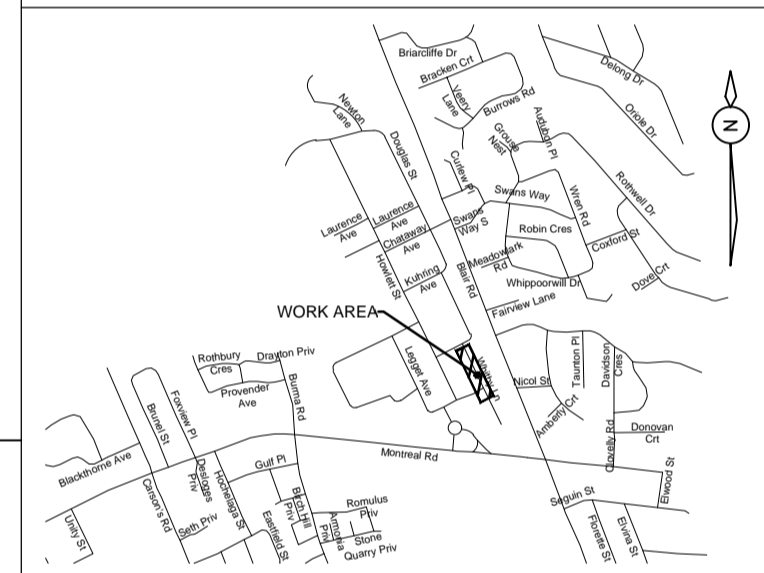 Briarcliffe Dr
Bracken Crt
Delong Dr
Veery
Lane
Burrows Rd
Newton
Lane
Oriole Dr
Audubon Pl
Grouse
Nest
N
Douglas St
Curlew Pl
Swans Way
Wren Rd
Rothwell Dr
Laurence
Ave
Laurence
Ave
Swans
Way S
Chataway
Ave
Robin Cres
Coxford St
Howlett St
Kuhring
Ave
Blair Rd
Meadowlark
Rd
Whippoorwill Dr
Dove Crt
Fairview Lane
WORK AREA
Rothbury
Cres
Drayton Priv
Provender
Ave
Burma Rd
Legget Ave
Whitby Ln
Nicol St
Taunton Pl
Davidson
Cres
Amberly Crt
Clovelly Rd
Donovan
Crt
Foxview Pl
Brunel St
Blackthorne Ave
Montreal Rd
Gulf Pl
Elwood St
Seguin St
Desloges
Priv
Hochelaga St
Carson's Rd
Seth Priv
Unity St
Birch Hill
Priv
Eastfield St
Romulus
Priv
Armonia
Priv
Stone
Quarry Priv
Florette St
Elvina St